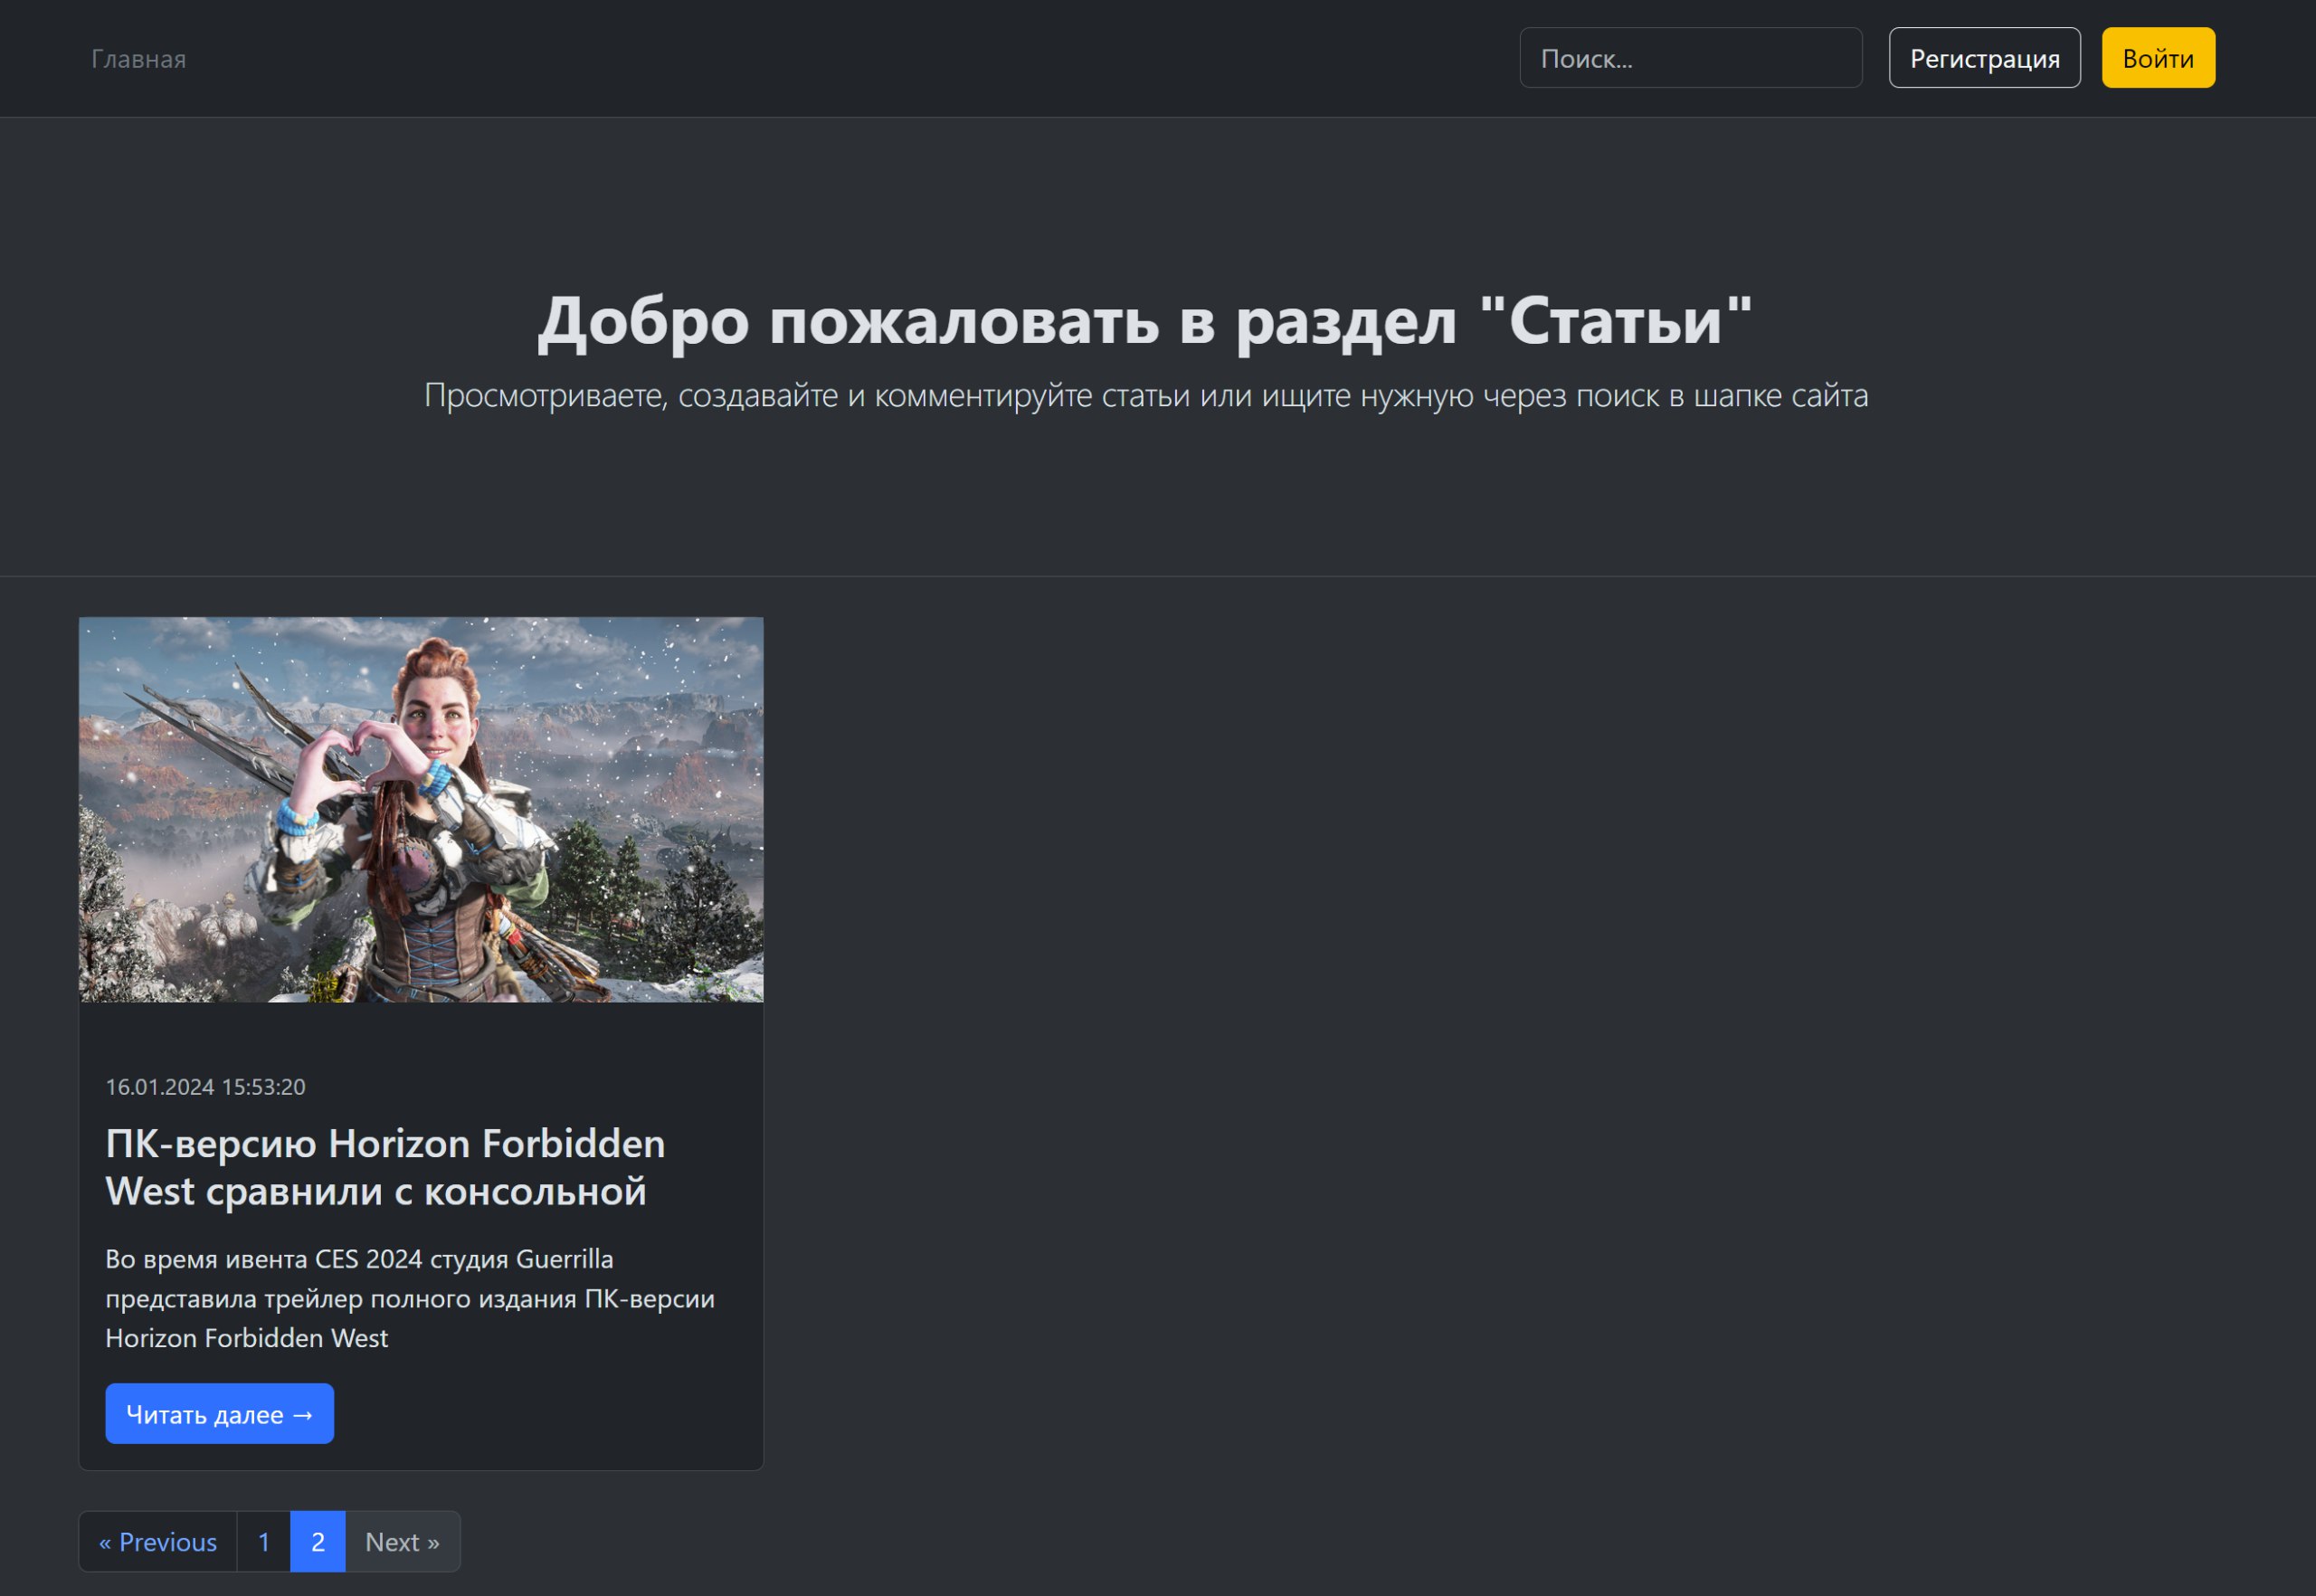 Главная
Поиск...
Регистрация
Войти
Добро пожаловать в раздел "Статьи"
Просмотриваете, создавайте и комментируйте статьи или ищите нужную через поиск в шапке сайта
16.01.2024 15:53:20
ПК-версию Horizon Forbidden
West сравнили с консольной
Во время ивента CES 2024 студия Guerrilla
представила трейлер полного издания ПК-версии
Horizon Forbidden West
Читать далее →
« Previous 1 2 Next »